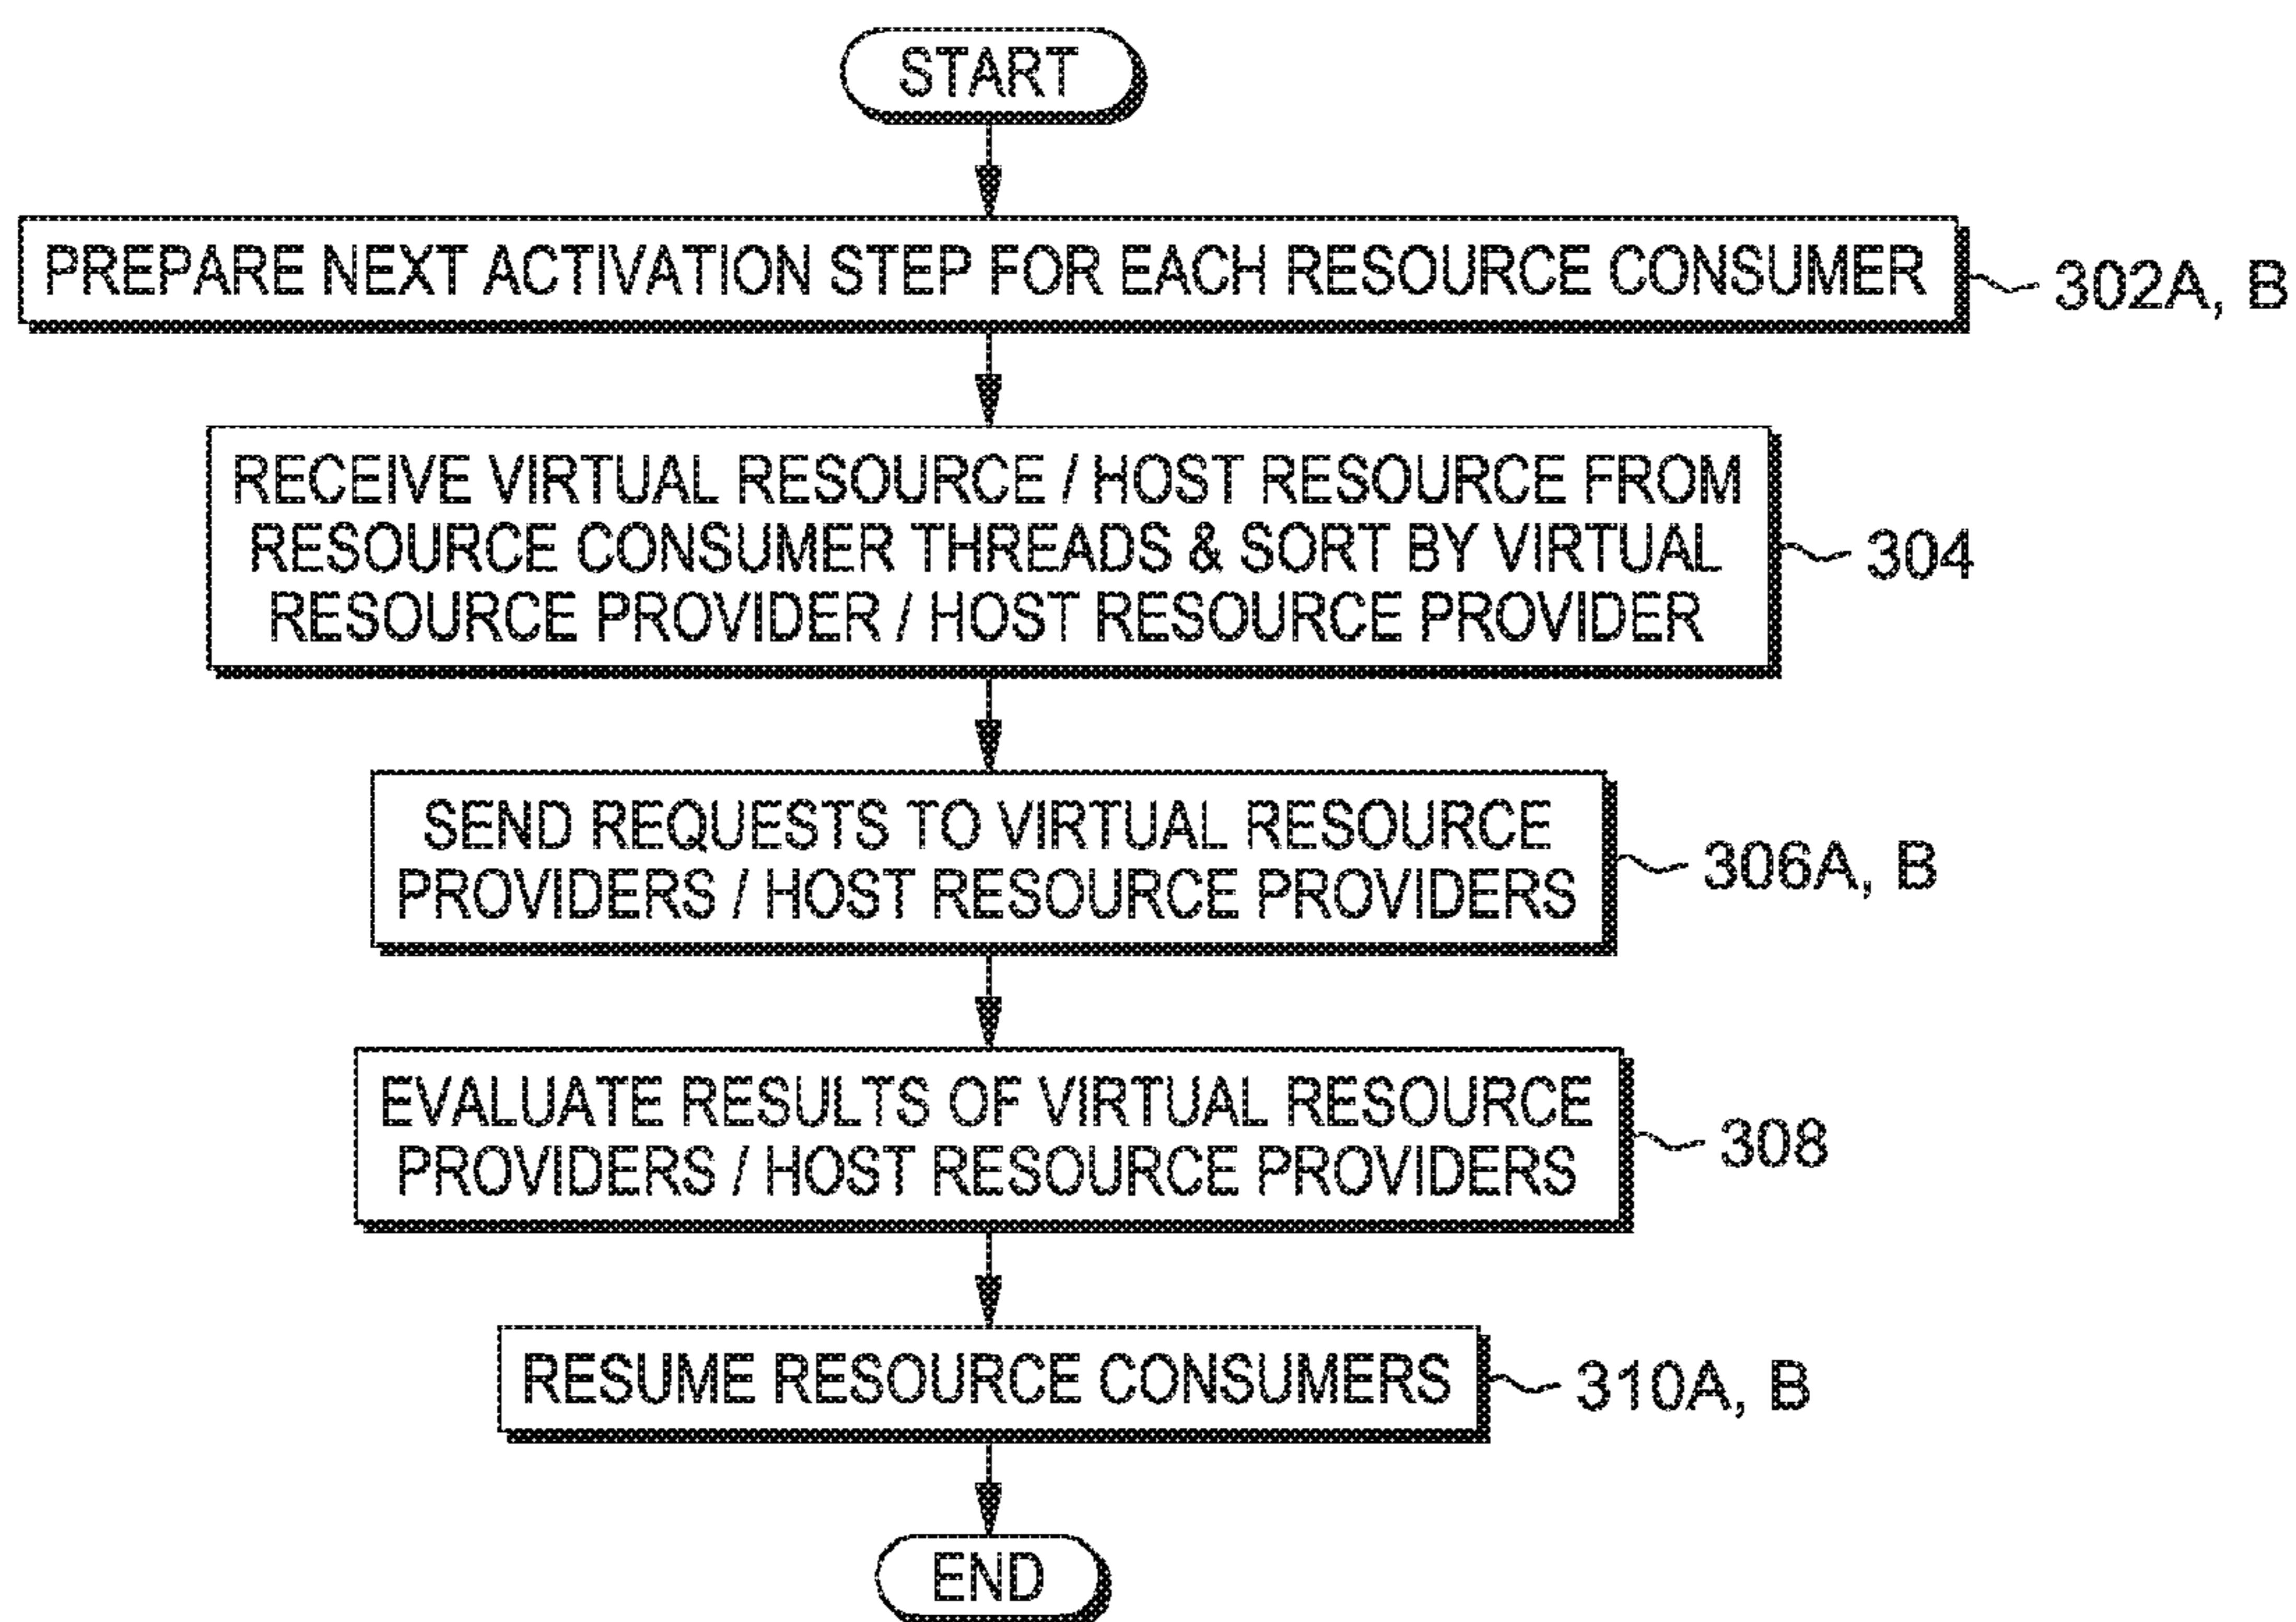 START
PREPARE NEXT ACTIVATION STEP FOR EACH RESOURCE CONSUMER
302A, B
RECEIVE VIRTUAL RESOURCE / HOST RESOURCE FROM
RESOURCE CONSUMER THREADS & SORT BY VIRTUAL
RESOURCE PROVIDER / HOST RESOURCE PROVIDER
304
SEND REQUESTS TO VIRTUAL RESOURCE
PROVIDERS / HOST RESOURCE PROVIDERS
306A, B
EVALUATE RESULTS OF VIRTUAL RESOURCE
PROVIDERS / HOST RESOURCE PROVIDERS
308
RESUME RESOURCE CONSUMERS
310A, B
END